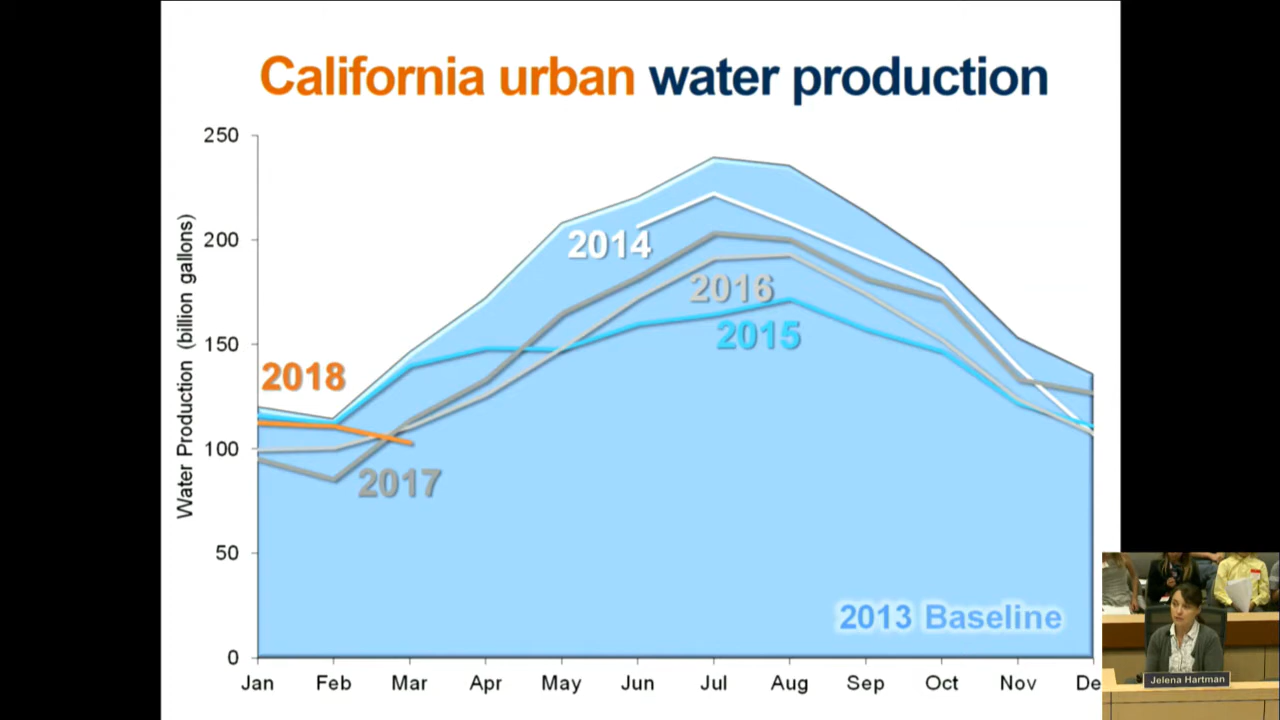 California urban water production
250
200
150
100
50
0
Water Production (billion gallons)
2014
2016
2015
2018
2017
2013 Baseline
Jan Feb Mar Apr May Jun Jul Aug Sep Oct Nov De
Jelena Hartman